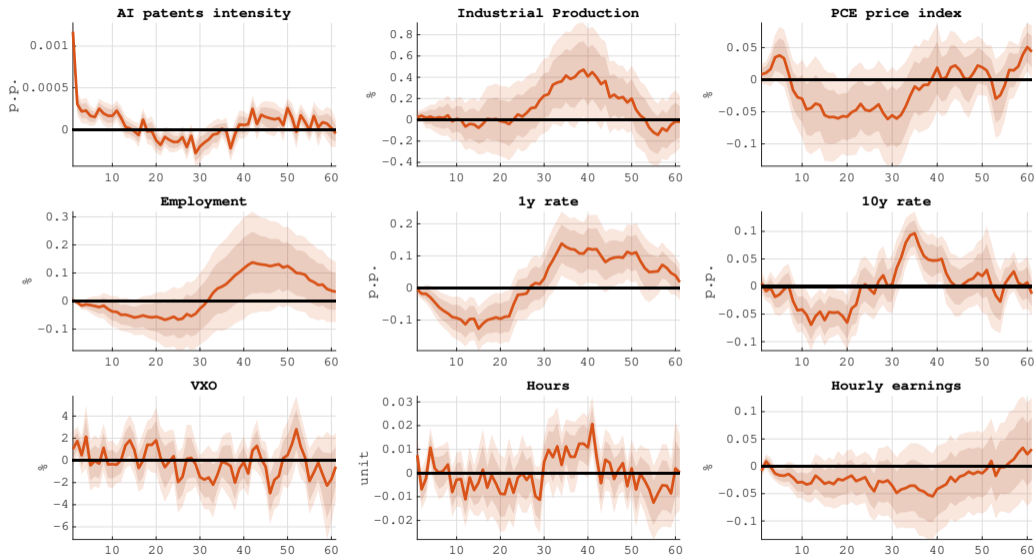 AI patents intensity
p.p.
0.001
0.0005
0
10 20 30 40 50 60
Industrial Production
%
0.8
0.6
0.4
0.2
0
-0.2
-0.4
10 20 30 40 50 60
PCE price index
%
0.05
0
-0.05
-0.1
10 20 30 40 50 60
Employment
%
0.3
0.2
0.1
0
-0.1
10 20 30 40 50 60
1y rate
p.p.
0.2
0.1
0
-0.1
10 20 30 40 50 60
10y rate
p.p.
0.1
0.05
0
-0.05
-0.1
10 20 30 40 50 60
VXO
%
4
2
0
-2
-4
-6
10 20 30 40 50 60
Hours
unit
0.03
0.02
0.01
0
-0.01
-0.02
10 20 30 40 50 60
Hourly earnings
%
0.1
0.05
0
-0.05
-0.1
10 20 30 40 50 60